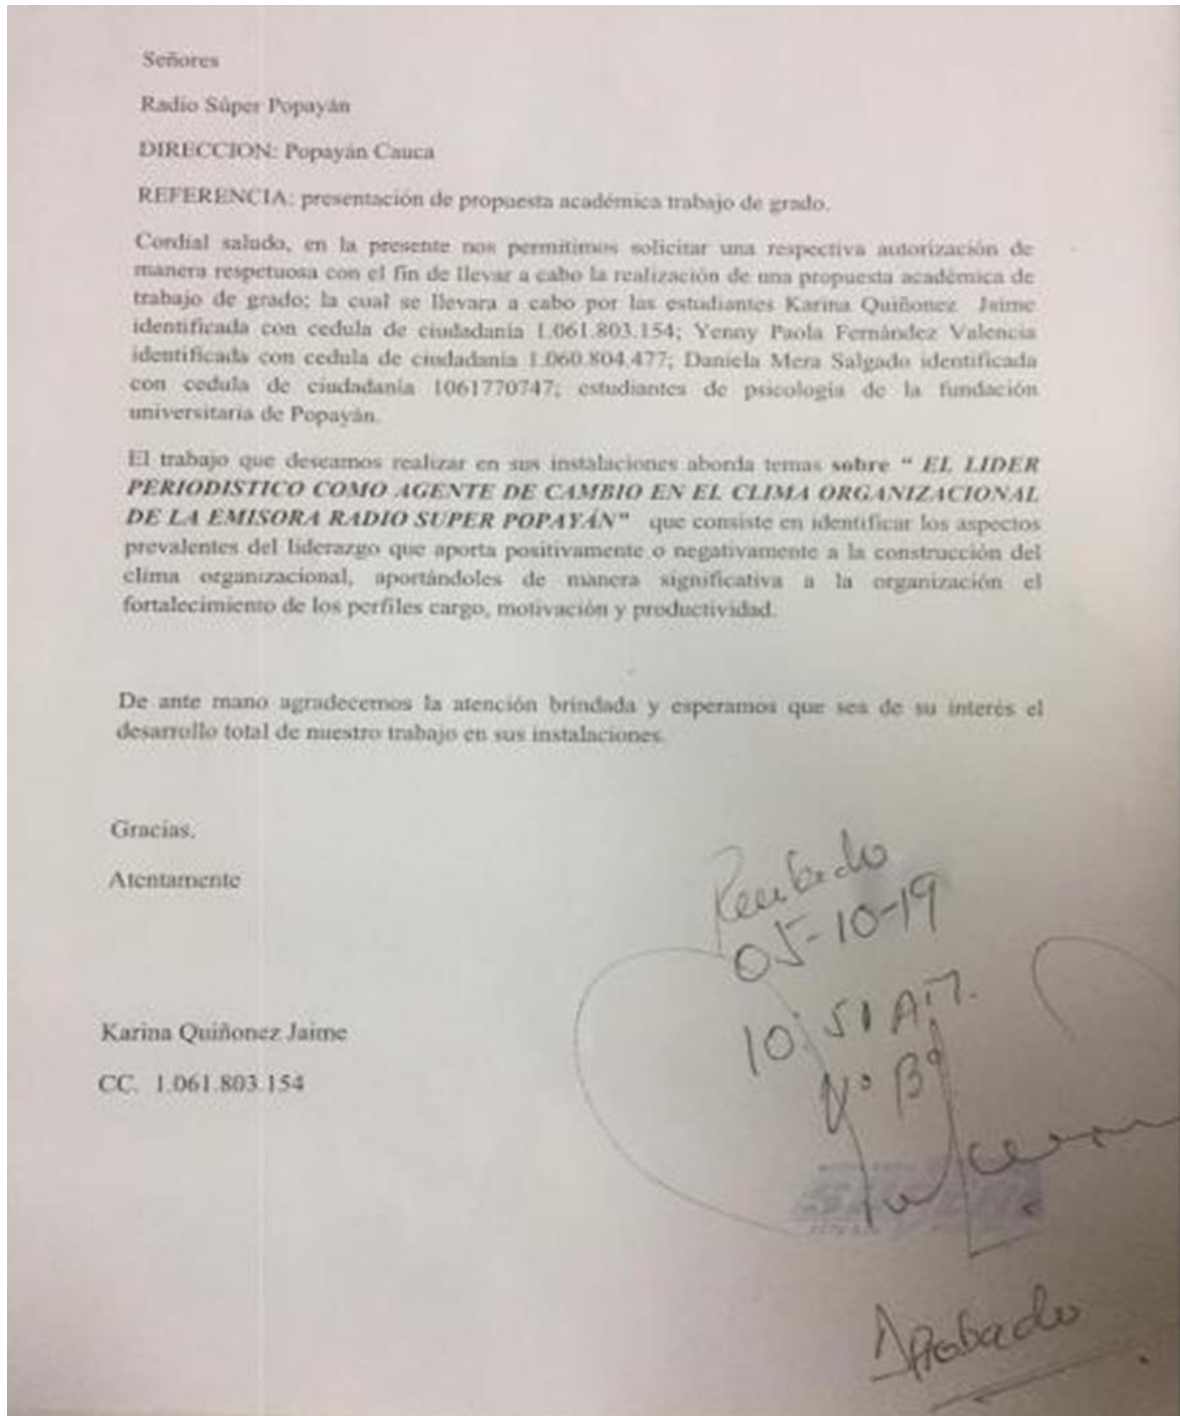 Señores
Radio Súper Popayán
DIRECCION: Popayán Cauca
REFERENCIA: presentación de propuesta académica trabajo de grado.
Cordial saludo, en la presente nos permitimos solicitar una respectiva autorización de
manera respetuosa con el fin de llevar a cabo la realización de una propuesta académica de
trabajo de grado; la cual se llevara a cabo por las estudiantes Karina Quiñonez Jaime
identificada con cedula de ciudadanía 1.061.803.154; Yenny Paola Fernández Valencia
identificada con cedula de ciudadanía 1.060.804.477; Daniela Mera Salgado identificada
con cedula de ciudadanía 1061770747; estudiantes de psicología de la fundación
universitaria de Popayán.
El trabajo que deseamos realizar en sus instalaciones aborda temas sobre “ EL LIDER
PERIODISTICO COMO AGENTE DE CAMBIO EN EL CLIMA ORGANIZACIONAL
DE LA EMISORA RADIO SUPER POPAYÁN” que consiste en identificar los aspectos
prevalentes del liderazgo que aporta positivamente o negativamente a la construcción del
clima organizacional, aportándoles de manera significativa a la organización el
fortalecimiento de los perfiles cargo, motivación y productividad.
De ante mano agradecemos la atención brindada y esperamos que sea de su interés el
desarrollo total de nuestro trabajo en sus instalaciones.
Gracias.
Atentamente
Karina Quiñonez Jaime
CC. 1.061.803.154
Recibido
05-10-19
10:51 A.M.
Vº Bº
Aprobado